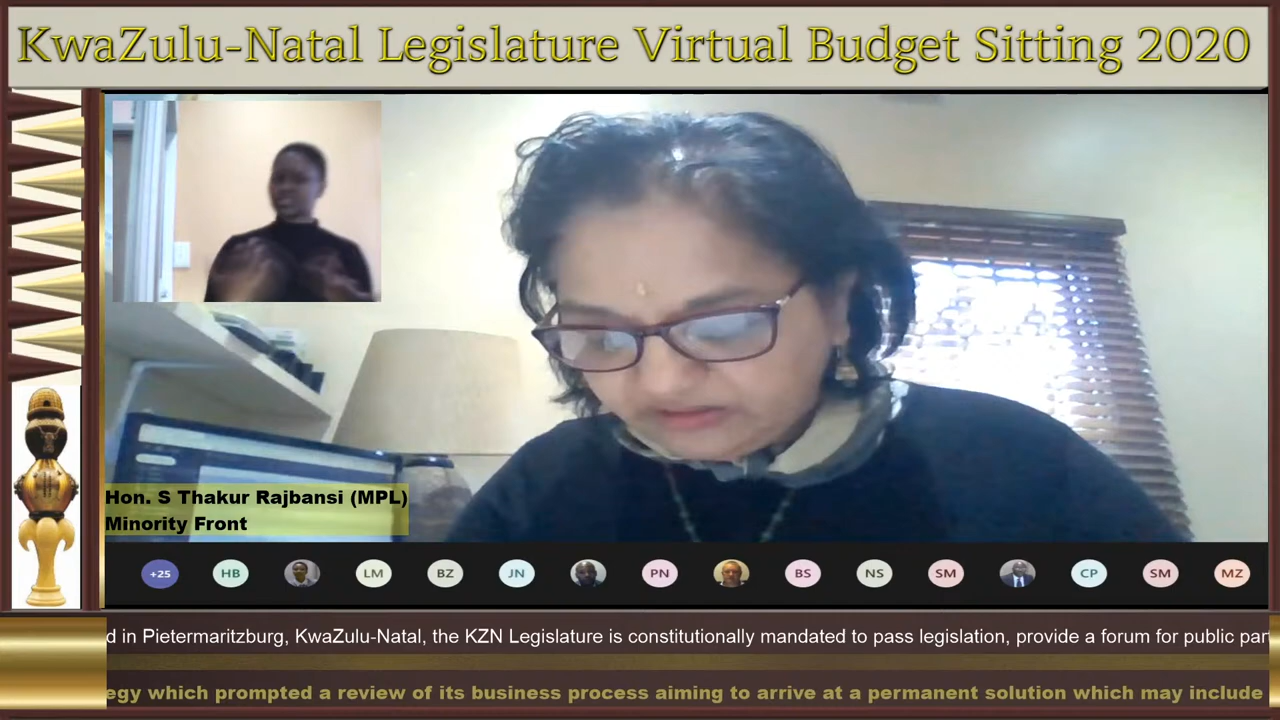 KwaZulu-Natal Legislature Virtual Budget Sitting 2020
Hon. S Thakur Rajbansi (MPL)
Minority Front
+25 HB LM BZ JN PN BS NS SM CP SM MZ
d in Pietermaritzburg, KwaZulu-Natal, the KZN Legislature is constitutionally mandated to pass legislation, provide a forum for public par
egy which prompted a review of its business process aiming to arrive at a permanent solution which may include